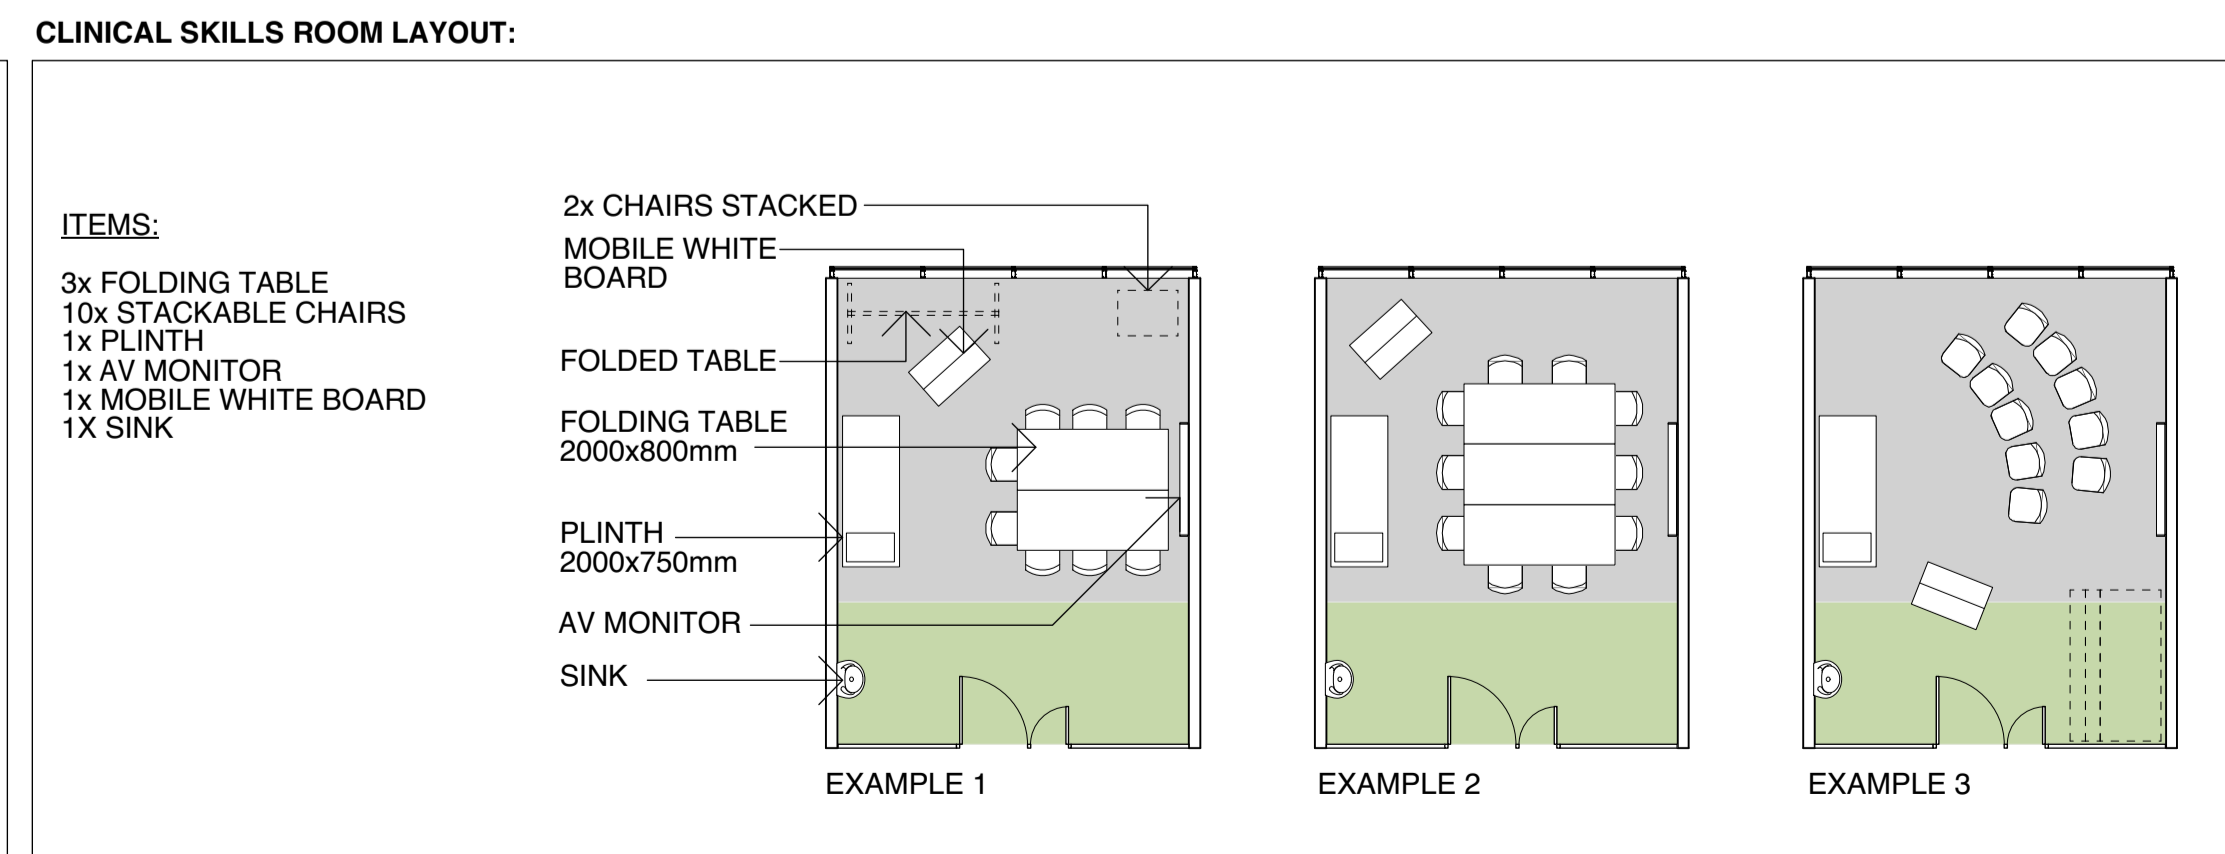 CLINICAL SKILLS ROOM LAYOUT:
ITEMS:
3x FOLDING TABLE
10x STACKABLE CHAIRS
1x PLINTH
1x AV MONITOR
1x MOBILE WHITE BOARD
1X SINK
2x CHAIRS STACKED
MOBILE WHITE
BOARD
FOLDED TABLE
FOLDING TABLE
2000x800mm
PLINTH
2000x750mm
AV MONITOR
SINK
EXAMPLE 1
EXAMPLE 2
EXAMPLE 3